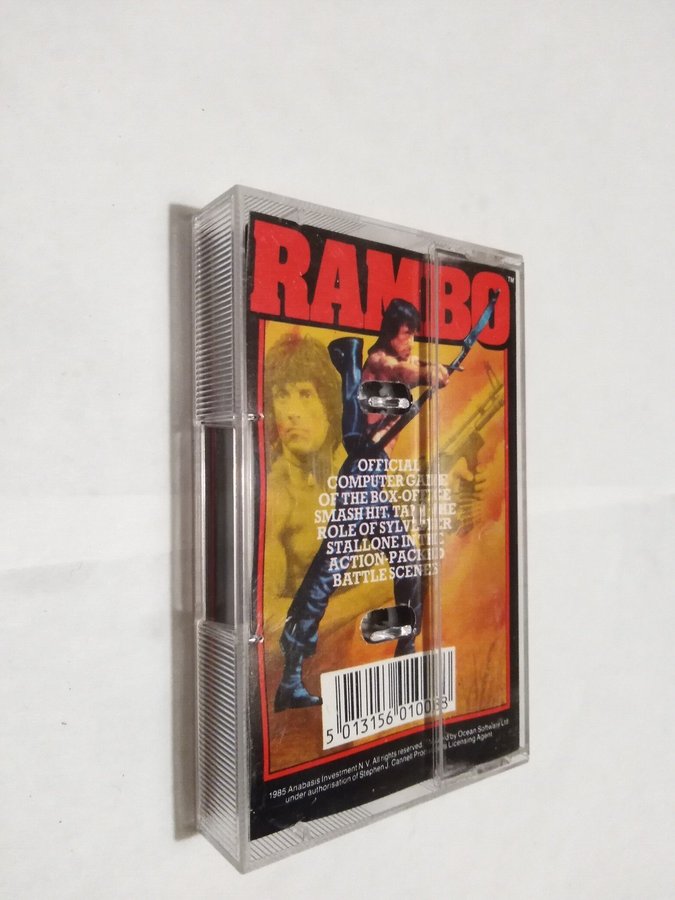 RAMBO
TM
OFFICIAL
COMPUTER GAME
OF THE BOX-OFFICE
SMASH HIT. TAKE THE
ROLE OF SYLVESTER
STALLONE IN THE
ACTION-PACKED
BATTLE SCENES
5 013156 010068
1985 Anabasis Investment N V All rights reserved. by Ocean Software Ltd
under authorisation of Stephen J. Cannell Licensing Agent